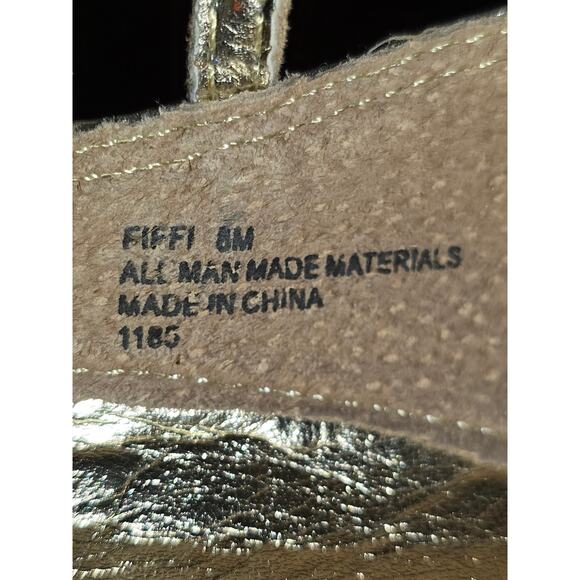 FIFFI 8M
ALL MAN MADE MATERIALS
MADE IN CHINA
1185